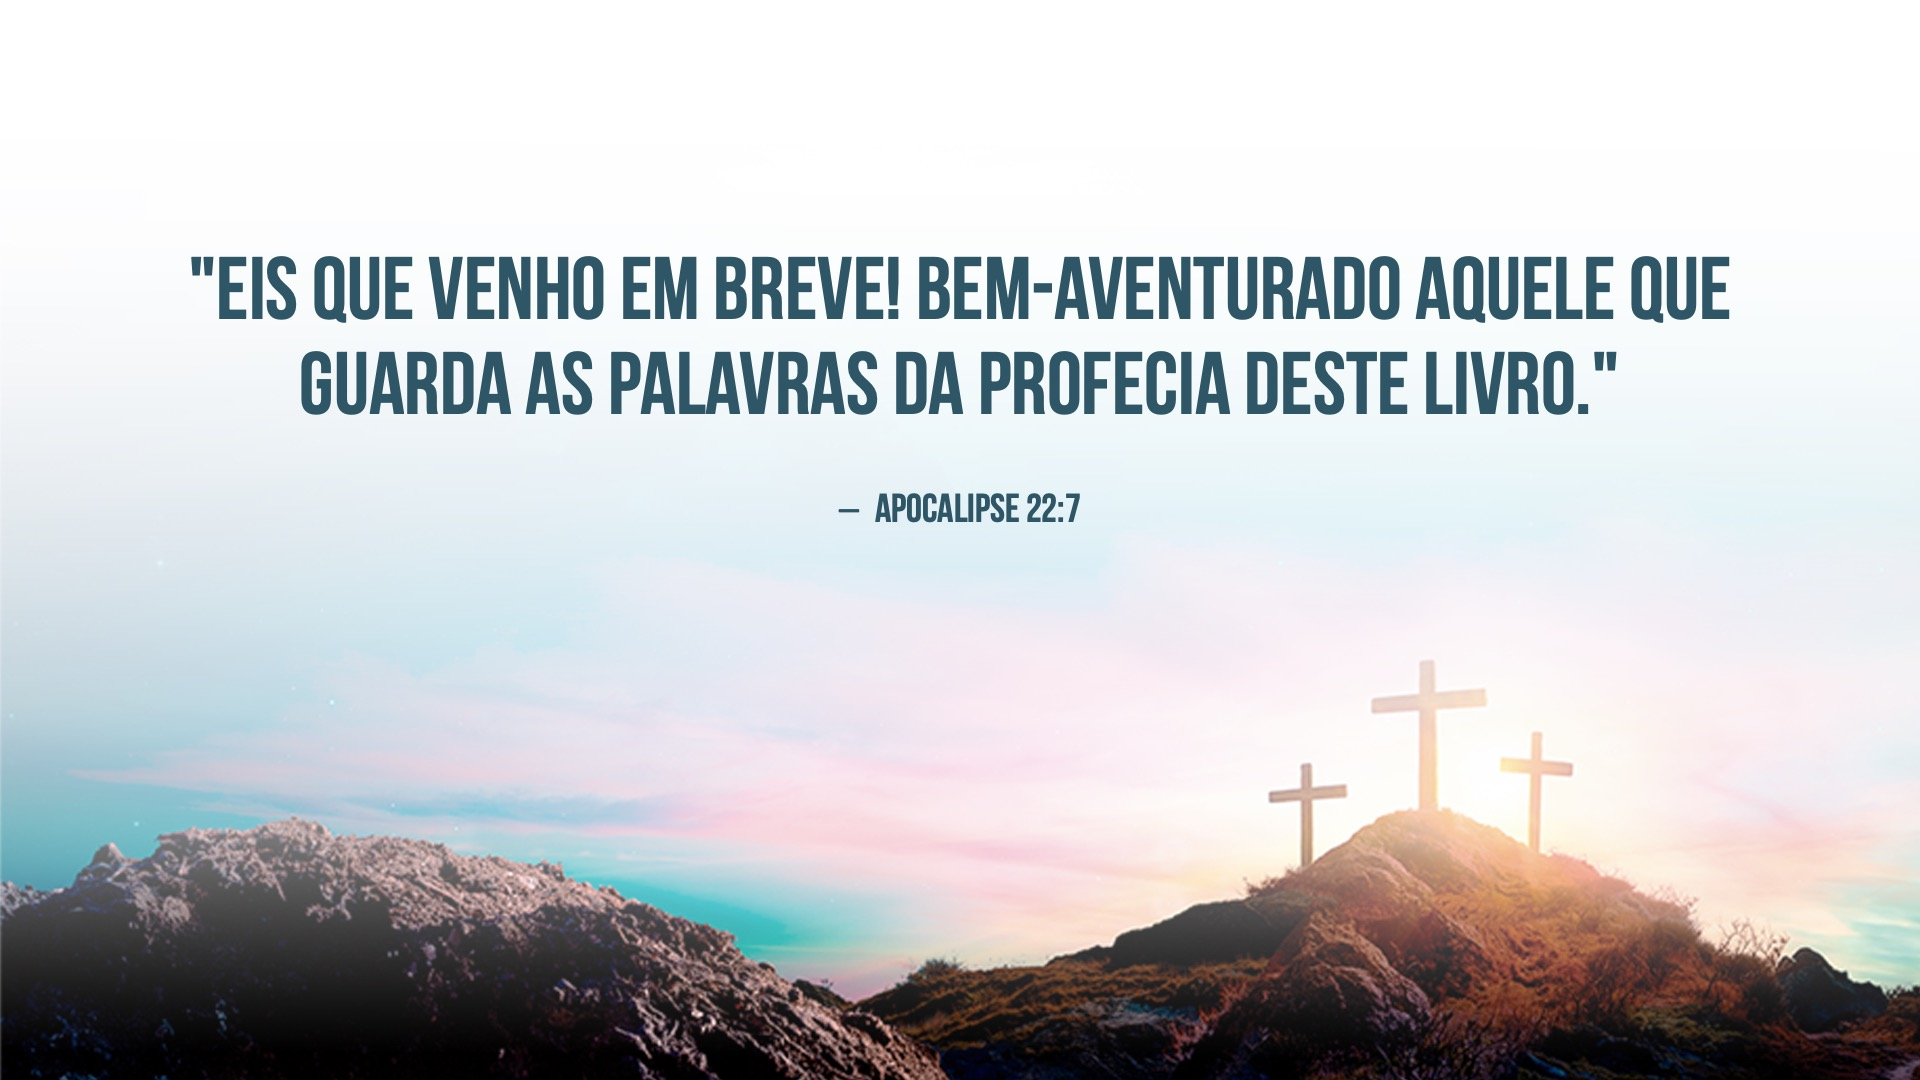 "EIS QUE VENHO EM BREVE! BEM-AVENTURADO AQUELE QUE
GUARDA AS PALAVRAS DA PROFECIA DESTE LIVRO."
– APOCALIPSE 22:7